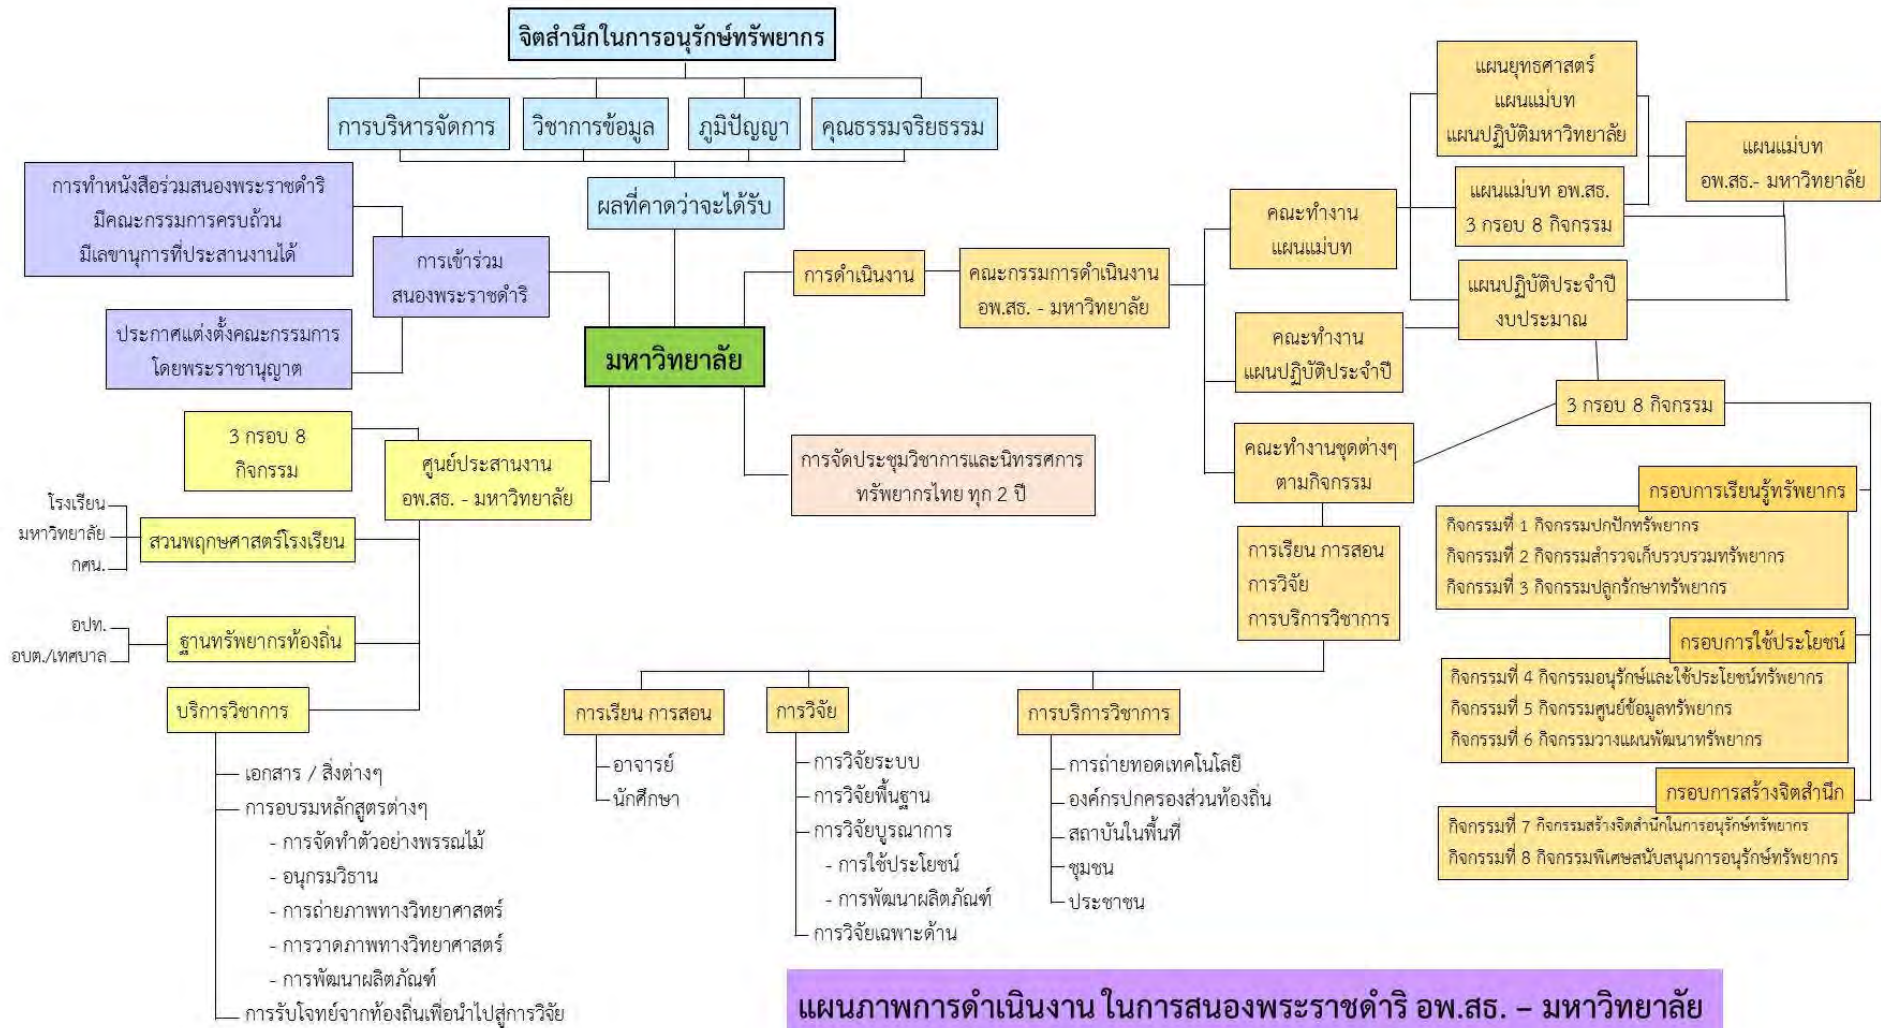 จิตสำนึกในการอนุรักษ์ทรัพยากร
การบริหารจัดการ
วิชาการข้อมูล
ภูมิปัญญา
คุณธรรมจริยธรรม
ผลที่คาดว่าจะได้รับ
การทำหนังสือร่วมสนองพระราชดำริ
มีคณะกรรมการครบถ้วน
มีเลขานุการที่ประสานงานได้
การเข้าร่วม
สนองพระราชดำริ
ประกาศแต่งตั้งคณะกรรมการ
โดยพระราชานุญาต
มหาวิทยาลัย
การดำเนินงาน
คณะกรรมการดำเนินงาน
อพ.สธ. - มหาวิทยาลัย
คณะทำงาน
แผนแม่บท
แผนยุทธศาสตร์
แผนแม่บท
แผนปฏิบัติมหาวิทยาลัย
แผนแม่บท อพ.สธ.
3 กรอบ 8 กิจกรรม
แผนแม่บท
อพ.สธ.- มหาวิทยาลัย
แผนปฏิบัติประจำปี
งบประมาณ
คณะทำงาน
แผนปฏิบัติประจำปี
3 กรอบ 8 กิจกรรม
คณะทำงานชุดต่างๆ
ตามกิจกรรม
การจัดประชุมวิชาการและนิทรรศการ
ทรัพยากรไทย ทุก 2 ปี
3 กรอบ 8
กิจกรรม
ศูนย์ประสานงาน
อพ.สธ. - มหาวิทยาลัย
โรงเรียน
มหาวิทยาลัย
กศน.
สวนพฤกษศาสตร์โรงเรียน
อปท.
อบต./เทศบาล
ฐานทรัพยากรท้องถิ่น
บริการวิชาการ
เอกสาร / สิ่งต่างๆ
การอบรมหลักสูตรต่างๆ
- การจัดทำตัวอย่างพรรณไม้
- อนุกรมวิธาน
- การถ่ายภาพทางวิทยาศาสตร์
- การวาดภาพทางวิทยาศาสตร์
- การพัฒนาผลิตภัณฑ์
การรับโจทย์จากท้องถิ่นเพื่อนำไปสู่การวิจัย
การเรียน การสอน
การวิจัย
การบริการวิชาการ
การเรียน การสอน
อาจารย์
นักศึกษา
การวิจัย
การวิจัยระบบ
การวิจัยพื้นฐาน
การวิจัยบูรณาการ
- การใช้ประโยชน์
- การพัฒนาผลิตภัณฑ์
การวิจัยเฉพาะด้าน
การบริการวิชาการ
การถ่ายทอดเทคโนโลยี
องค์กรปกครองส่วนท้องถิ่น
สถาบันในพื้นที่
ชุมชน
ประชาชน
กรอบการเรียนรู้ทรัพยากร
กิจกรรมที่ 1 กิจกรรมปกปักทรัพยากร
กิจกรรมที่ 2 กิจกรรมสำรวจเก็บรวบรวมทรัพยากร
กิจกรรมที่ 3 กิจกรรมปลูกรักษาทรัพยากร
กรอบการใช้ประโยชน์
กิจกรรมที่ 4 กิจกรรมอนุรักษ์และใช้ประโยชน์ทรัพยากร
กิจกรรมที่ 5 กิจกรรมศูนย์ข้อมูลทรัพยากร
กิจกรรมที่ 6 กิจกรรมวางแผนพัฒนาทรัพยากร
กรอบการสร้างจิตสำนึก
กิจกรรมที่ 7 กิจกรรมสร้างจิตสำนึกในการอนุรักษ์ทรัพยากร
กิจกรรมที่ 8 กิจกรรมพิเศษสนับสนุนการอนุรักษ์ทรัพยากร
แผนภาพการดำเนินงาน ในการสนองพระราชดำริ อพ.สธ. – มหาวิทยาลัย